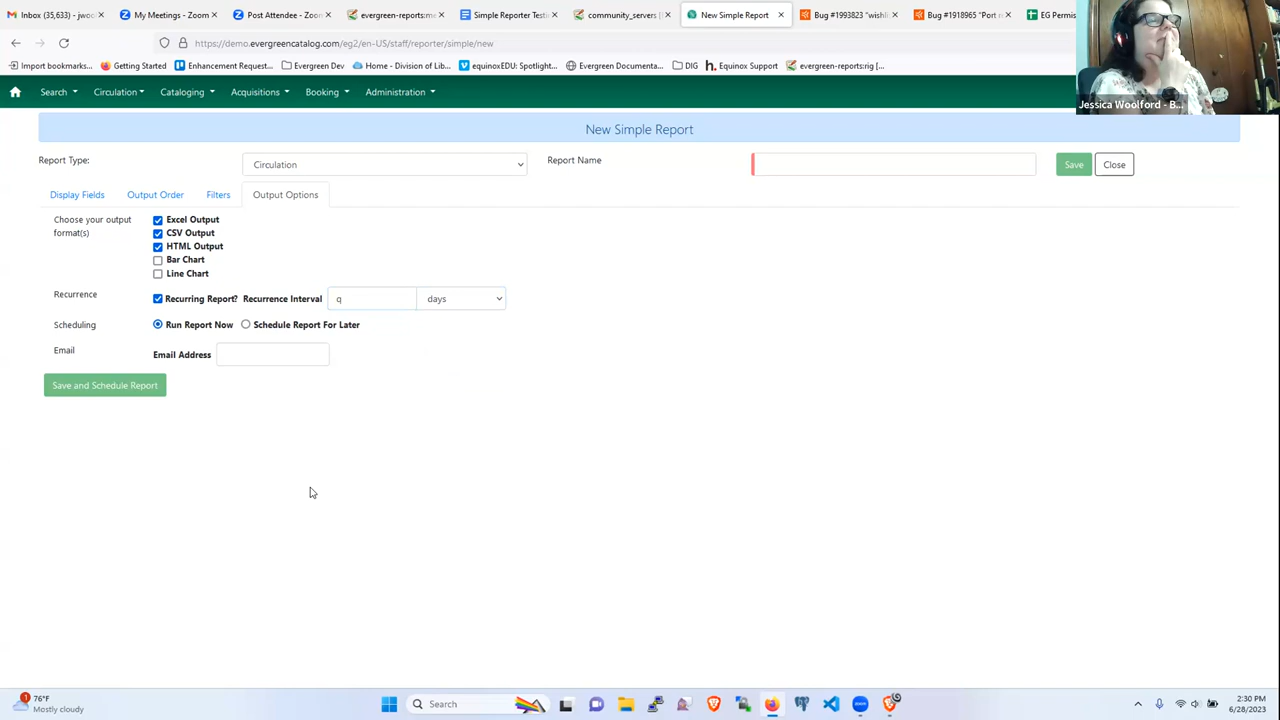 Inbox (35,633) - jwoo
My Meetings - Zoom
Post Attendee - Zoom
evergreen-reports:me
Simple Reporter Testi
community_servers [
New Simple Report
Bug #1993823 "wishli
Bug #1918965 "Port r
EG Permis
https://demo.evergreencatalog.com/eg2/en-US/staff/reporter/simple/new
Import bookmarks...
Getting Started
Enhancement Request...
Evergreen Dev
Home - Division of Lib...
equinoxEDU: Spotlight...
Evergreen Documenta...
DIG
Equinox Support
evergreen-reports:rig [...
Jessica Woolford - B...
Search
Circulation
Cataloging
Acquisitions
Booking
Administration
New Simple Report
Report Type:
Circulation
Report Name
Save
Close
Display Fields
Output Order
Filters
Output Options
Choose your output
format(s)
Excel Output
CSV Output
HTML Output
Bar Chart
Line Chart
Recurrence
Recurring Report?
Recurrence Interval
q
days
Scheduling
Run Report Now
Schedule Report For Later
Email
Email Address
Save and Schedule Report
1
76°F
Mostly cloudy
Search
2:30 PM
6/28/2023